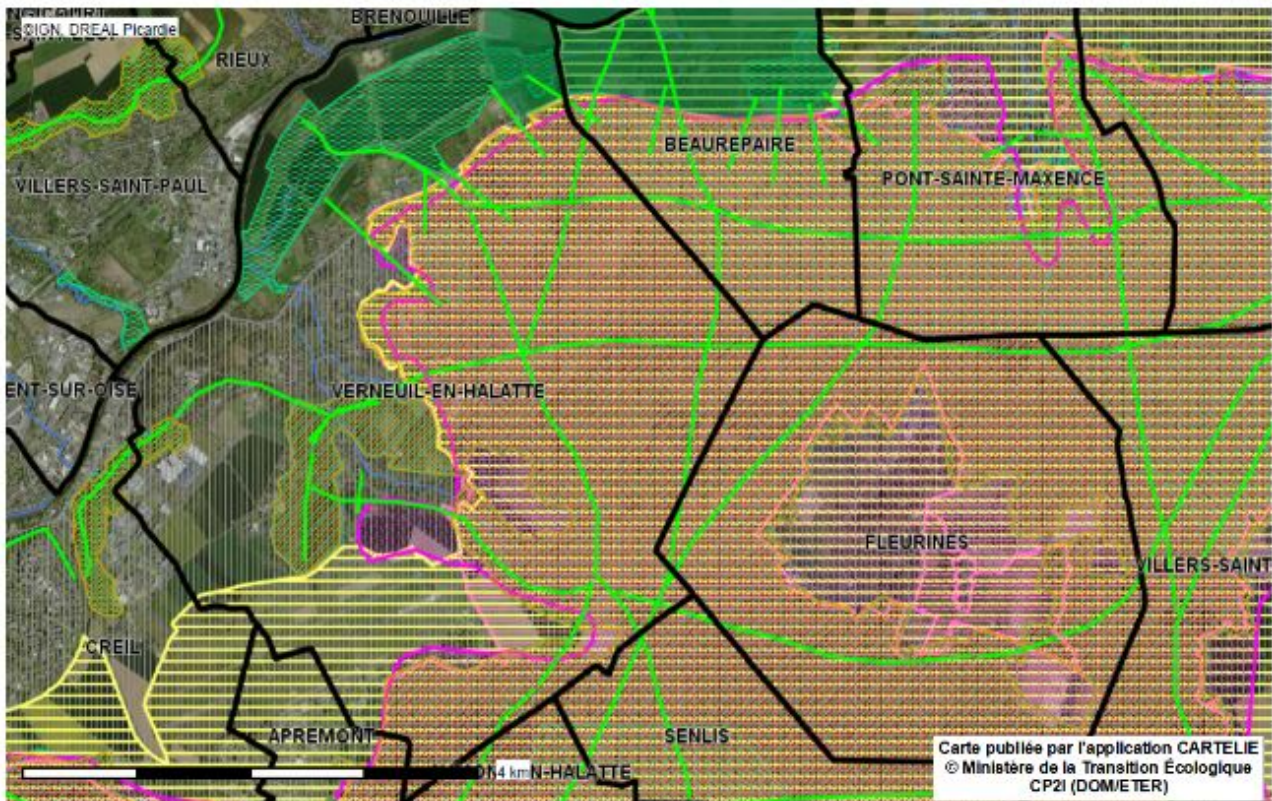 BRENOUILLE
©IGN, DREAL Picardie
RIEUX
BEAUREPAIRE
VILLERS-SAINT-PAUL
PONT-SAINTE-MAXENCE
ENT-SUR-OISE
VERNEUIL-EN-HALATTE
FLEURINES
VILLERS-SAINT
CREIL
APREMONT
SENLIS
4 km
N-HALATTE
Carte publiée par l'application CARTELIE
© Ministère de la Transition Écologique
CP2I (DOM/ETER)